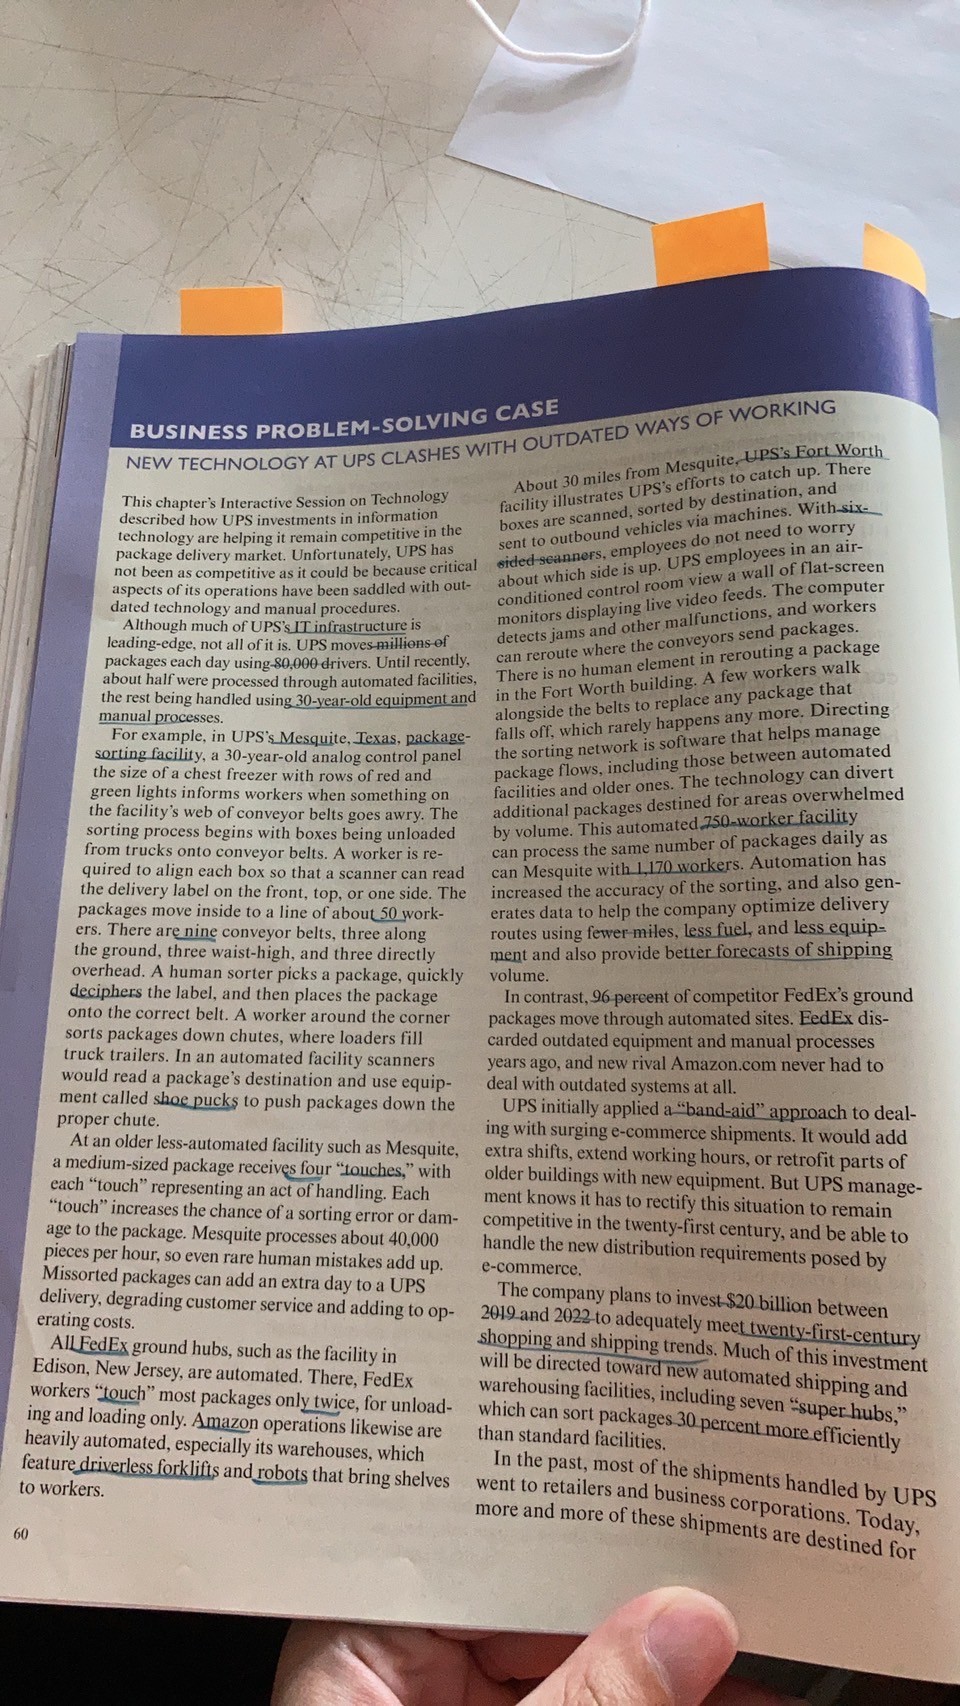 BUSINESS PROBLEM-SOLVING CASE
NEW TECHNOLOGY AT UPS CLASHES WITH OUTDATED WAYS OF WORKING
This chapter's Interactive Session on Technology
described how UPS investments in information
technology are helping it remain competitive in the
package delivery market. Unfortunately, UPS has
not been as competitive as it could be because critical
aspects of its operations have been saddled with out-
dated technology and manual procedures.
Although much of UPS's IT infrastructure is
leading-edge, not all of it is. UPS moves millions of
packages each day using 80,000 drivers. Until recently,
about half were processed through automated facilities,
the rest being handled using 30-year-old equipment and
manual processes.
For example, in UPS's Mesquite, Texas, package-
sorting facility, a 30-year-old analog control panel
the size of a chest freezer with rows of red and
green lights informs workers when something on
the facility's web of conveyor belts goes awry. The
sorting process begins with boxes being unloaded
from trucks onto conveyor belts. A worker is re-
quired to align each box so that a scanner can read
the delivery label on the front, top, or one side. The
packages move inside to a line of about 50 work-
ers. There are nine conveyor belts, three along
the ground, three waist-high, and three directly
overhead. A human sorter picks a package, quickly
deciphers the label, and then places the package
onto the correct belt. A worker around the corner
sorts packages down chutes, where loaders fill
truck trailers. In an automated facility scanners
would read a package's destination and use equip-
ment called shoe pucks to push packages down the
proper chute.
At an older less-automated facility such as Mesquite,
a medium-sized package receives four "touches," with
each "touch" representing an act of handling. Each
"touch" increases the chance of a sorting error or dam-
age to the package. Mesquite processes about 40,000
pieces per hour, so even rare human mistakes add up.
Missorted packages can add an extra day to a UPS
delivery, degrading customer service and adding to op-
erating costs.
All FedEx ground hubs, such as the facility in
Edison, New Jersey, are automated. There, FedEx
workers "touch" most packages only twice, for unload-
ing and loading only. Amazon operations likewise are
heavily automated, especially its warehouses, which
feature driverless forklifts and robots that bring shelves
to workers.
60
About 30 miles from Mesquite, UPS's Fort Worth
facility illustrates UPS's efforts to catch up. There
boxes are scanned, sorted by destination, and
sent to outbound vehicles via machines. With six-
sided scanners, employees do not need to worry
about which side is up. UPS employees in an air-
conditioned control room view a wall of flat-screen
monitors displaying live video feeds. The computer
detects jams and other malfunctions, and workers
can reroute where the conveyors send packages.
There is no human element in rerouting a package
in the Fort Worth building. A few workers walk
alongside the belts to replace any package that
falls off, which rarely happens any more. Directing
the sorting network is software that helps manage
package flows, including those between automated
facilities and older ones. The technology can divert
additional packages destined for areas overwhelmed
by volume. This automated 750-worker facility
can process the same number of packages daily as
can Mesquite with 1,170 workers. Automation has
increased the accuracy of the sorting, and also gen-
erates data to help the company optimize delivery
routes using fewer miles, less fuel, and less equip-
ment and also provide better forecasts of shipping
volume.
In contrast, 96 percent of competitor FedEx's ground
packages move through automated sites. FedEx dis-
carded outdated equipment and manual processes
years ago, and new rival Amazon.com never had to
deal with outdated systems at all.
UPS initially applied a "band-aid" approach to deal-
ing with surging e-commerce shipments. It would add
extra shifts, extend working hours, or retrofit parts of
older buildings with new equipment. But UPS manage-
ment knows it has to rectify this situation to remain
competitive in the twenty-first century, and be able to
handle the new distribution requirements posed by
e-commerce.
The company plans to invest $20 billion between
2019 and 2022 to adequately meet twenty-first-century
shopping and shipping trends. Much of this investment
will be directed toward new automated shipping and
warehousing facilities, including seven "super hubs,"
which can sort packages 30 percent more efficiently
than standard facilities.
In the past, most of the shipments handled by UPS
went to retailers and business corporations. Today,
more and more of these shipments are destined for